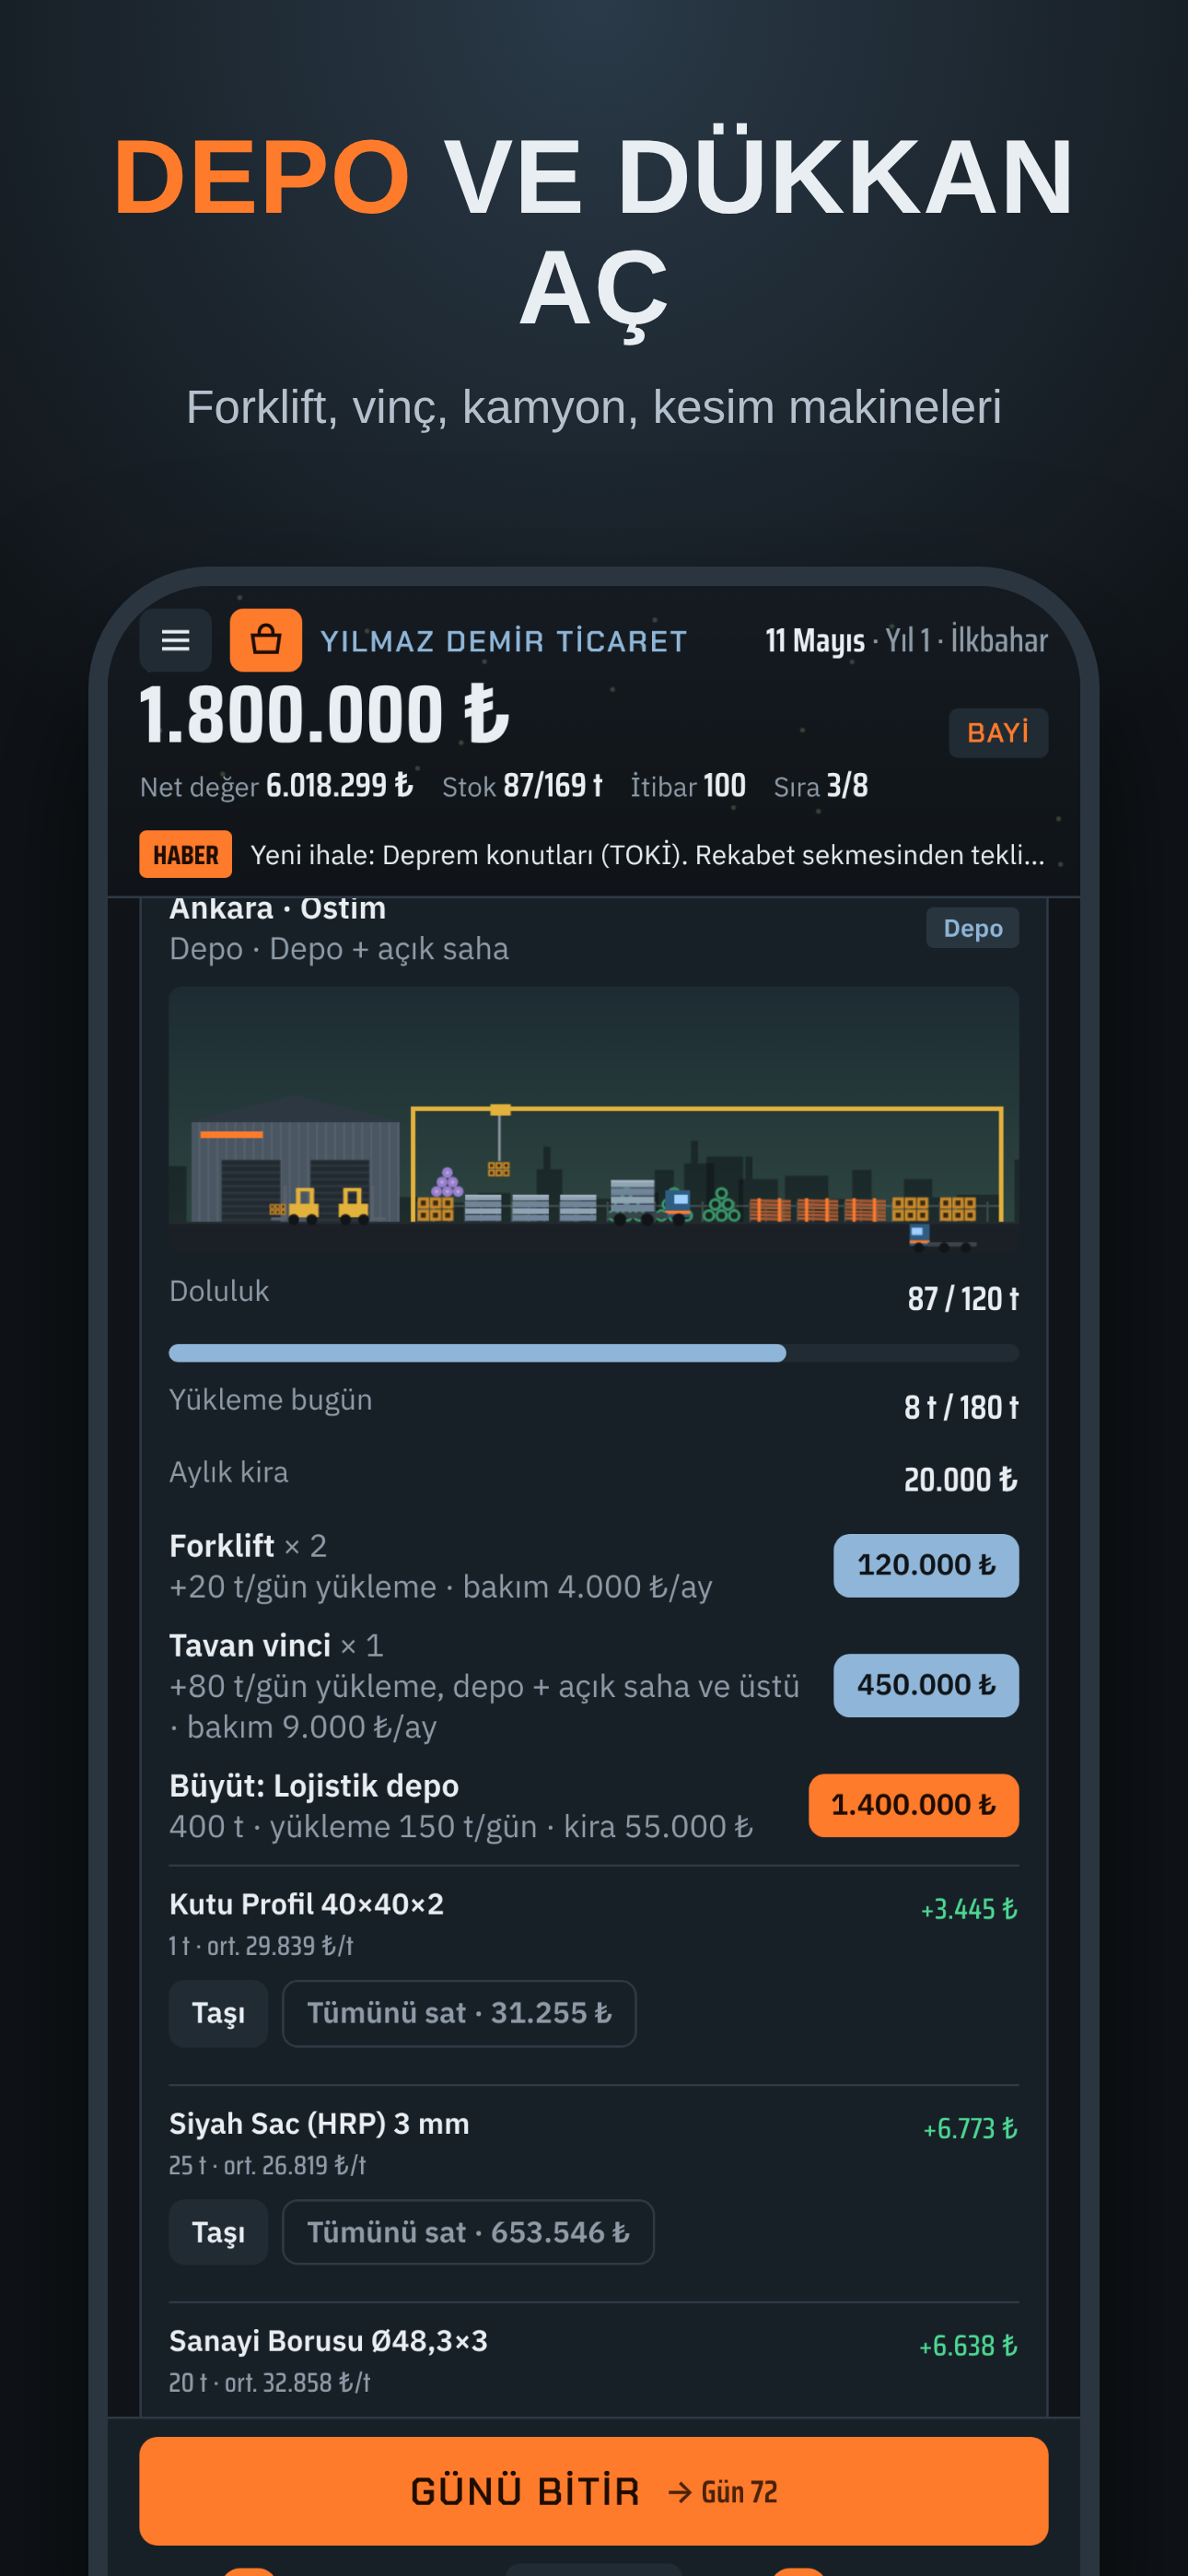 DEPO VE DÜKKAN
AÇ
Forklift, vinç, kamyon, kesim makineleri
YILMAZ DEMİR TİCARET
11 Mayıs · Yıl 1 · İlkbahar
1.800.000 ₺
BAYİ
Net değer 6.018.299 ₺ Stok 87/169 t İtibar 100 Sıra 3/8
HABER Yeni ihale: Deprem konutları (TOKİ). Rekabet sekmesinden tekli...
Ankara · Ostim
Depo
Depo · Depo + açık saha
Doluluk 87 / 120 t
Yükleme bugün 8 t / 180 t
Aylık kira 20.000 ₺
Forklift × 2
+20 t/gün yükleme · bakım 4.000 ₺/ay
120.000 ₺
Tavan vinci × 1
+80 t/gün yükleme, depo + açık saha ve üstü
· bakım 9.000 ₺/ay
450.000 ₺
Büyüt: Lojistik depo
400 t · yükleme 150 t/gün · kira 55.000 ₺
1.400.000 ₺
Kutu Profil 40×40×2 +3.445 ₺
1 t · ort. 29.839 ₺/t
Taşı Tümünü sat · 31.255 ₺
Siyah Sac (HRP) 3 mm +6.773 ₺
25 t · ort. 26.819 ₺/t
Taşı Tümünü sat · 653.546 ₺
Sanayi Borusu Ø48,3×3 +6.638 ₺
20 t · ort. 32.858 ₺/t
GÜNÜ BİTİR → Gün 72